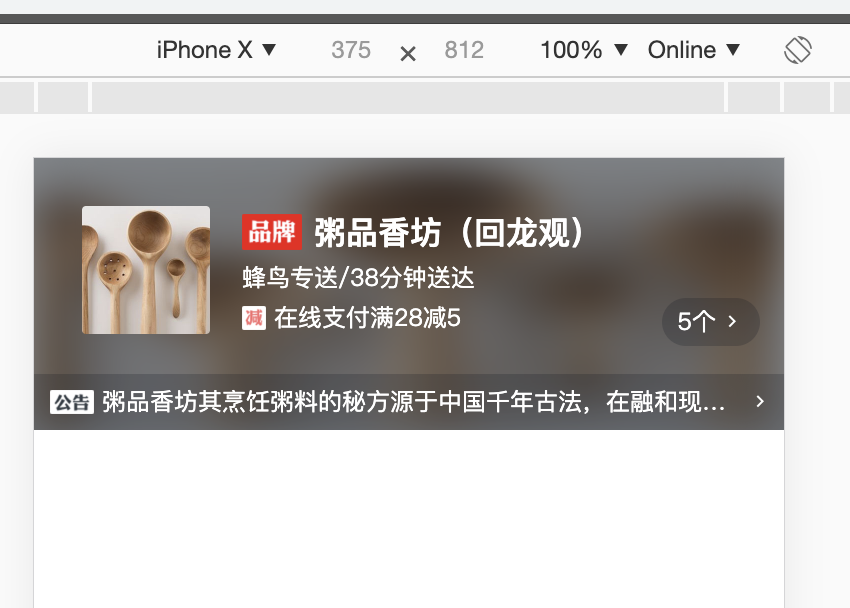 iPhone X ▼ 375 × 812 100% ▼ Online ▼
品牌 粥品香坊（回龙观）
蜂鸟专送/38分钟送达
减 在线支付满28减5
5个 >
公告 粥品香坊其烹饪粥料的秘方源于中国千年古法，在融和现... >